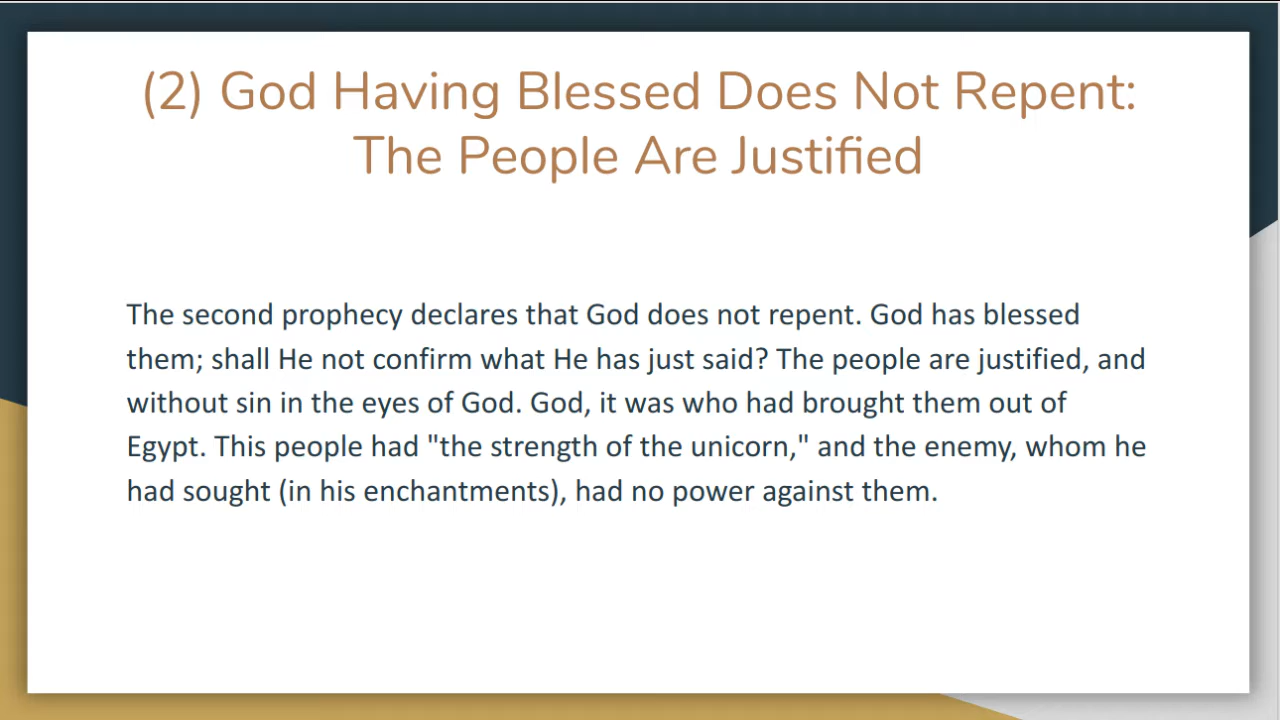 (2) God Having Blessed Does Not Repent:
The People Are Justified
The second prophecy declares that God does not repent. God has blessed
them; shall He not confirm what He has just said? The people are justified, and
without sin in the eyes of God. God, it was who had brought them out of
Egypt. This people had "the strength of the unicorn," and the enemy, whom he
had sought (in his enchantments), had no power against them.